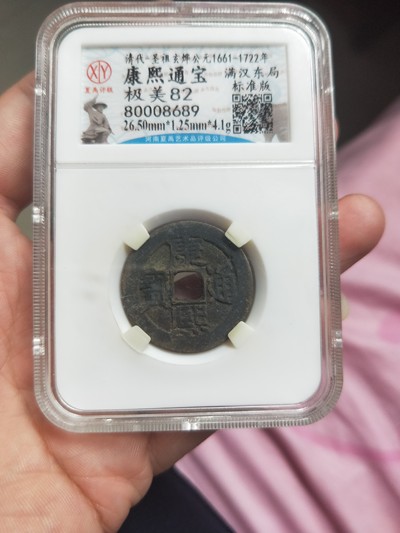 清代·圣祖玄烨公元1661-1722年
康熙通宝 满汉东局
极美82 标准版
80008689
26.50mm*1.25mm*4.1g
康熙通寶